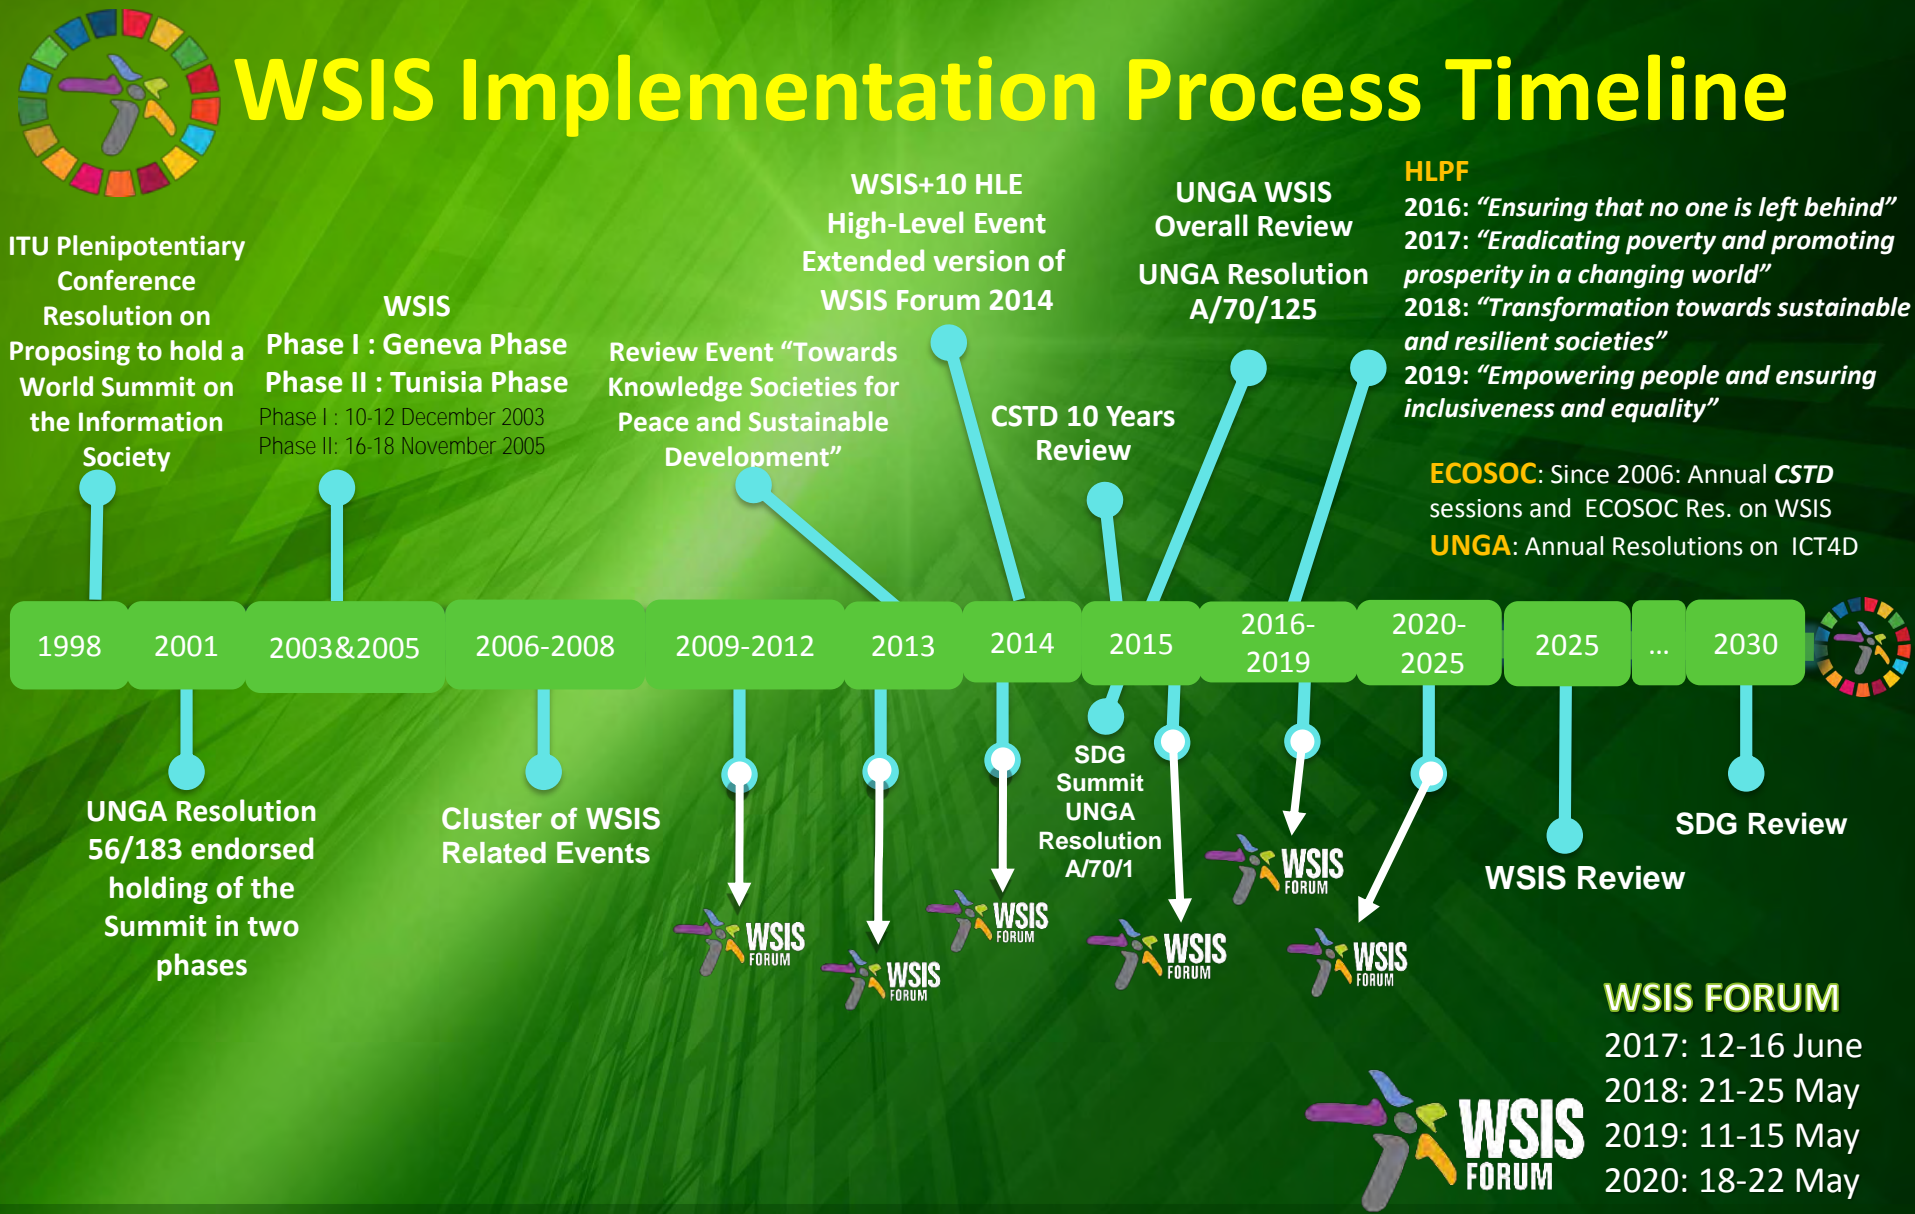 WSIS Implementation Process Timeline
ITU Plenipotentiary
Conference
Resolution on
Proposing to hold a
World Summit on
the Information
Society
WSIS
Phase I : Geneva Phase
Phase II : Tunisia Phase
Phase I : 10-12 December 2003
Phase II: 16-18 November 2005
Review Event “Towards
Knowledge Societies for
Peace and Sustainable
Development”
WSIS+10 HLE
High-Level Event
Extended version of
WSIS Forum 2014
CSTD 10 Years
Review
UNGA WSIS
Overall Review
UNGA Resolution
A/70/125
HLPF
2016: “Ensuring that no one is left behind”
2017: “Eradicating poverty and promoting
prosperity in a changing world”
2018: “Transformation towards sustainable
and resilient societies”
2019: “Empowering people and ensuring
inclusiveness and equality”
ECOSOC: Since 2006: Annual CSTD
sessions and ECOSOC Res. on WSIS
UNGA: Annual Resolutions on ICT4D
1998
2001
2003&2005
2006-2008
2009-2012
2013
2014
2015
2016-
2019
2020-
2025
2025
...
2030
UNGA Resolution
56/183 endorsed
holding of the
Summit in two
phases
Cluster of WSIS
Related Events
WSIS
FORUM
WSIS
FORUM
WSIS
FORUM
SDG
Summit
UNGA
Resolution
A/70/1
WSIS
FORUM
WSIS
FORUM
WSIS
FORUM
WSIS Review
SDG Review
WSIS
FORUM
WSIS FORUM
2017: 12-16 June
2018: 21-25 May
2019: 11-15 May
2020: 18-22 May